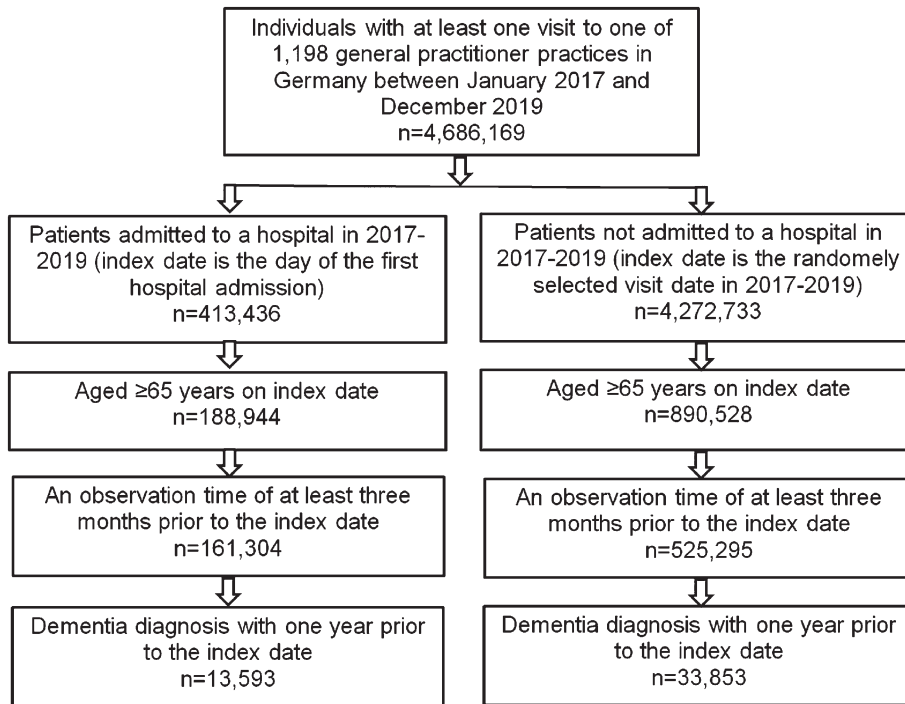 Individuals with at least one visit to one of
1,198 general practitioner practices in
Germany between January 2017 and
December 2019
n=4,686,169
Patients admitted to a hospital in 2017-
2019 (index date is the day of the first
hospital admission)
n=413,436
Patients not admitted to a hospital in
2017-2019 (index date is the randomely
selected visit date in 2017-2019)
n=4,272,733
Aged ≥65 years on index date
n=188,944
Aged ≥65 years on index date
n=890,528
An observation time of at least three
months prior to the index date
n=161,304
An observation time of at least three
months prior to the index date
n=525,295
Dementia diagnosis with one year prior
to the index date
n=13,593
Dementia diagnosis with one year prior
to the index date
n=33,853